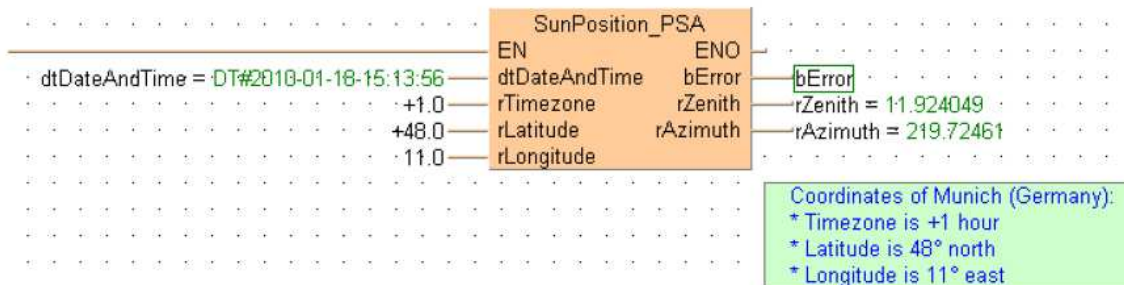 SunPosition_PSA
EN ENO
dtDateAndTime = DT#2010-01-18-15:13:56 dtDateAndTime bError bError
+1.0 rTimezone rZenith rZenith = 11.924049
+48.0 rLatitude rAzimuth rAzimuth = 219.72461
11.0 rLongitude
Coordinates of Munich (Germany):
* Timezone is +1 hour
* Latitude is 48° north
* Longitude is 11° east